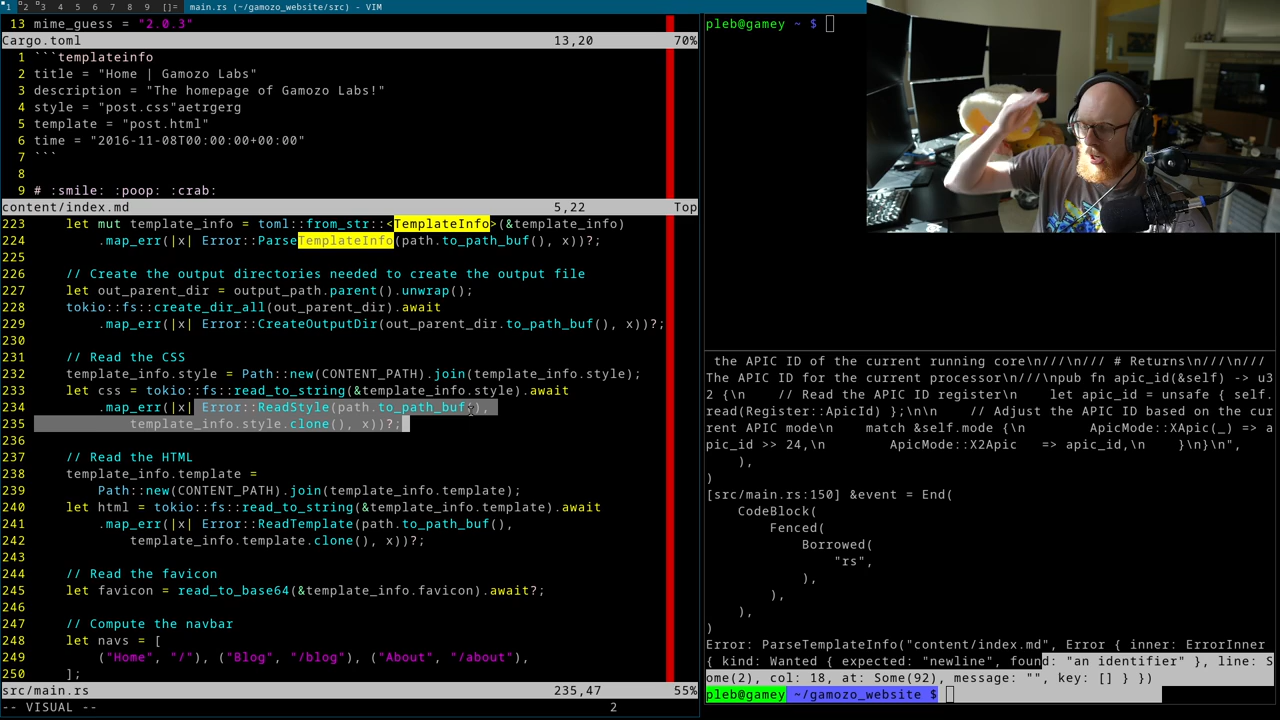 1 2 3 4 5 6 7 8 9 []= main.rs (~/gamozo_website/src) - VIM
13 mime_guess = "2.0.3"
Cargo.toml 13,20 70%
1 ```templateinfo
2 title = "Home | Gamozo Labs"
3 description = "The homepage of Gamozo Labs!"
4 style = "post.css"aetrgerg
5 template = "post.html"
6 time = "2016-11-08T00:00:00+00:00"
7 ```
8
9 # :smile: :poop: :crab:
content/index.md 5,22 Top
223 let mut template_info = toml::from_str::<TemplateInfo>(&template_info)
224 .map_err(|x| Error::ParseTemplateInfo(path.to_path_buf(), x))?;
225
226 // Create the output directories needed to create the output file
227 let out_parent_dir = output_path.parent().unwrap();
228 tokio::fs::create_dir_all(out_parent_dir).await
229 .map_err(|x| Error::CreateOutputDir(out_parent_dir.to_path_buf(), x))?;
230
231 // Read the CSS
232 template_info.style = Path::new(CONTENT_PATH).join(template_info.style);
233 let css = tokio::fs::read_to_string(&template_info.style).await
234 .map_err(|x| Error::ReadStyle(path.to_path_buf(),
235 template_info.style.clone(), x))?;
236
237 // Read the HTML
238 template_info.template =
239 Path::new(CONTENT_PATH).join(template_info.template);
240 let html = tokio::fs::read_to_string(&template_info.template).await
241 .map_err(|x| Error::ReadTemplate(path.to_path_buf(),
242 template_info.template.clone(), x))?;
243
244 // Read the favicon
245 let favicon = read_to_base64(&template_info.favicon).await?;
246
247 // Compute the navbar
248 let navs = [
249 ("Home", "/"), ("Blog", "/blog"), ("About", "/about"),
250 ];
src/main.rs 235,47 55%
-- VISUAL -- 2
pleb@gamey ~ $
the APIC ID of the current running core\n///\n/// # Returns\n///\n///
The APIC ID for the current processor\n///\npub fn apic_id(&self) -> u3
2 {\n // Read the APIC ID register\n let apic_id = unsafe { self.
read(Register::ApicId) };\n\n // Adjust the APIC ID based on the cur
rent APIC mode\n match &self.mode {\n ApicMode::XApic(_) => a
pic_id >> 24,\n ApicMode::X2Apic => apic_id,\n }\n}\n",
),
)
[src/main.rs:150] &event = End(
CodeBlock(
Fenced(
Borrowed(
"rs",
),
),
),
)
Error: ParseTemplateInfo("content/index.md", Error { inner: ErrorInner
{ kind: Wanted { expected: "newline", found: "an identifier" }, line: S
ome(2), col: 18, at: Some(92), message: "", key: [] } })
pleb@gamey ~/gamozo_website $